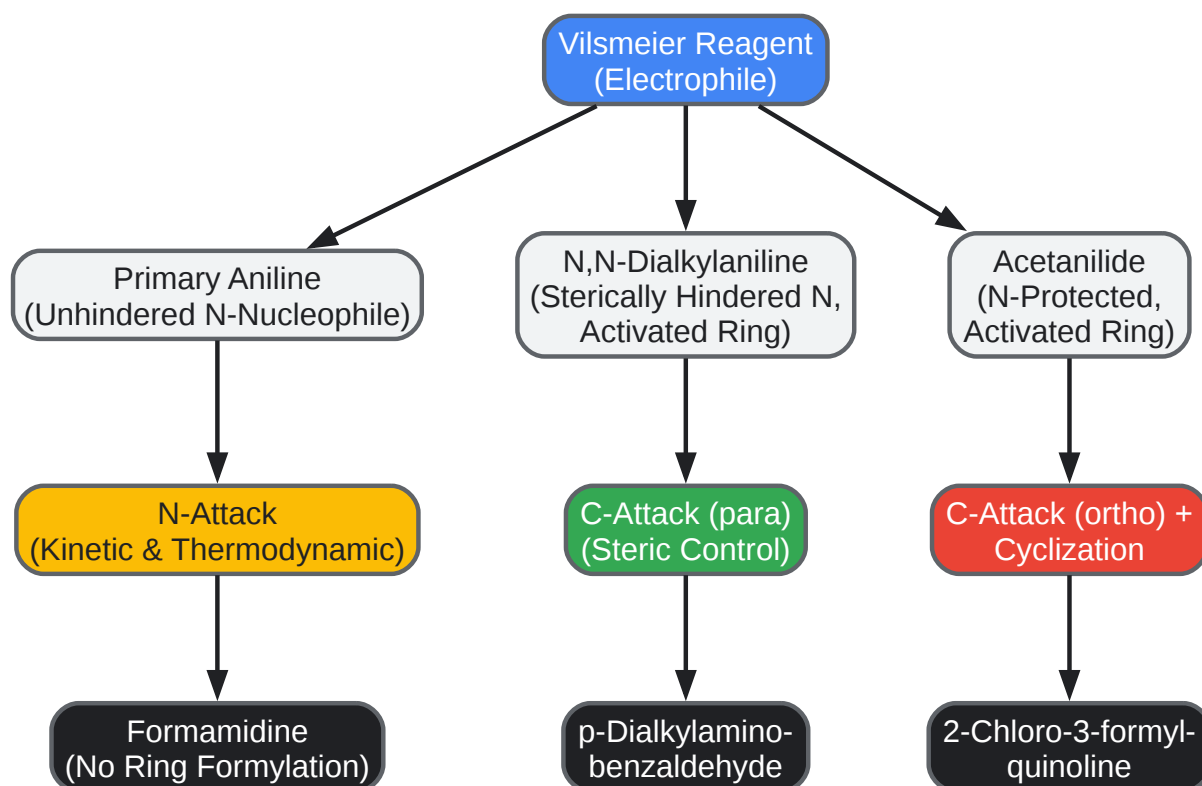 Vilsmeier Reagent
(Electrophile)
Primary Aniline
(Unhindered N-Nucleophile)
N,N-Dialkylaniline
(Sterically Hindered N,
Activated Ring)
Acetanilide
(N-Protected,
Activated Ring)
N-Attack
(Kinetic & Thermodynamic)
C-Attack (para)
(Steric Control)
C-Attack (ortho) +
Cyclization
Formamidine
(No Ring Formylation)
p-Dialkylamino-
benzaldehyde
2-Chloro-3-formyl-
quinoline